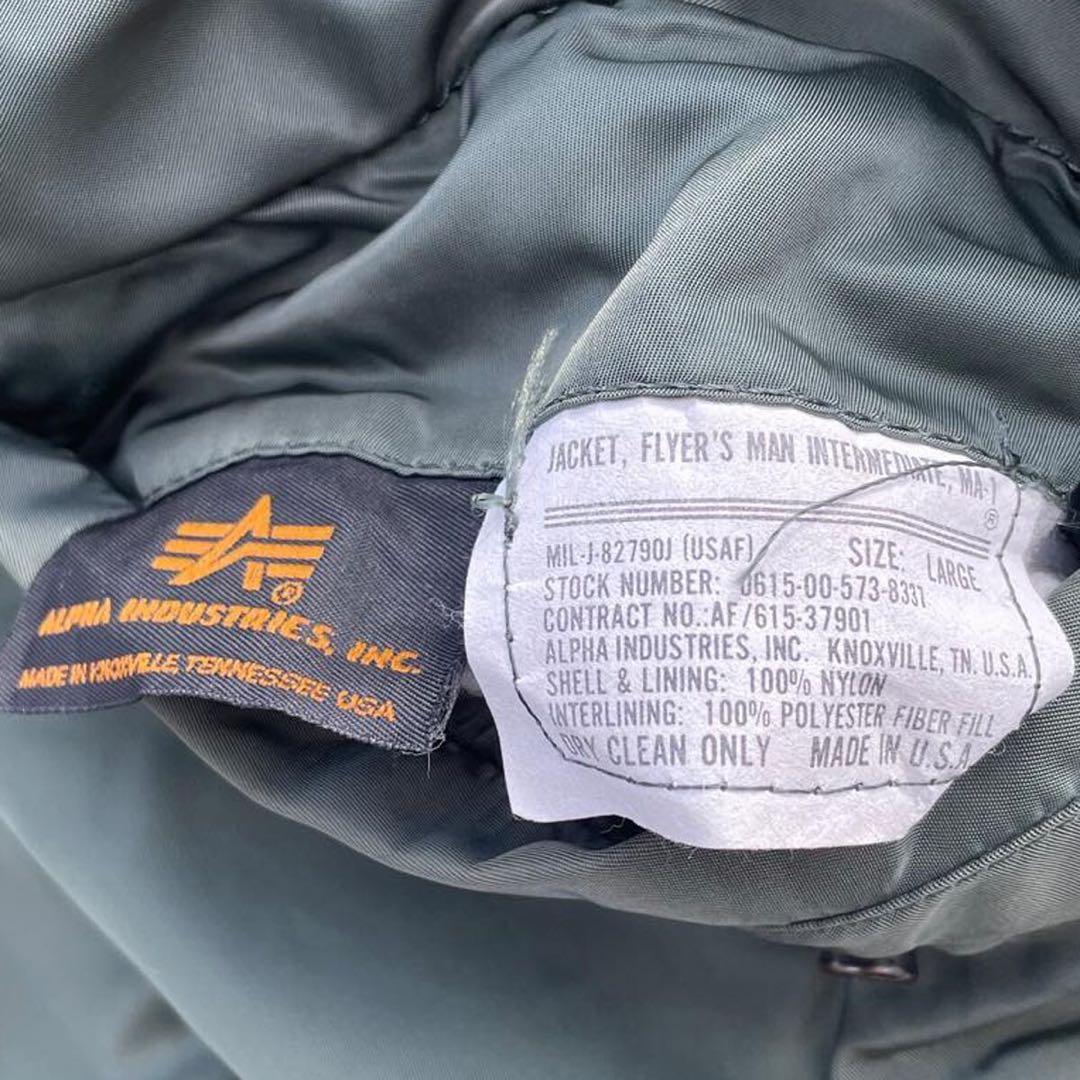 ALPHA INDUSTRIES, INC.
MADE IN KNOXVILLE, TENNESSEE USA
JACKET, FLYER'S MAN INTERMEDIATE, MA-1
MIL-J-82790J (USAF)
SIZE: LARGE
STOCK NUMBER: 0615-00-573-8331
CONTRACT NO.:AF/615-37901
ALPHA INDUSTRIES, INC. KNOXVILLE, TN. U.S.A.
SHELL & LINING: 100% NYLON
INTERLINING: 100% POLYESTER FIBER FILL
DRY CLEAN ONLY MADE IN U.S.A.